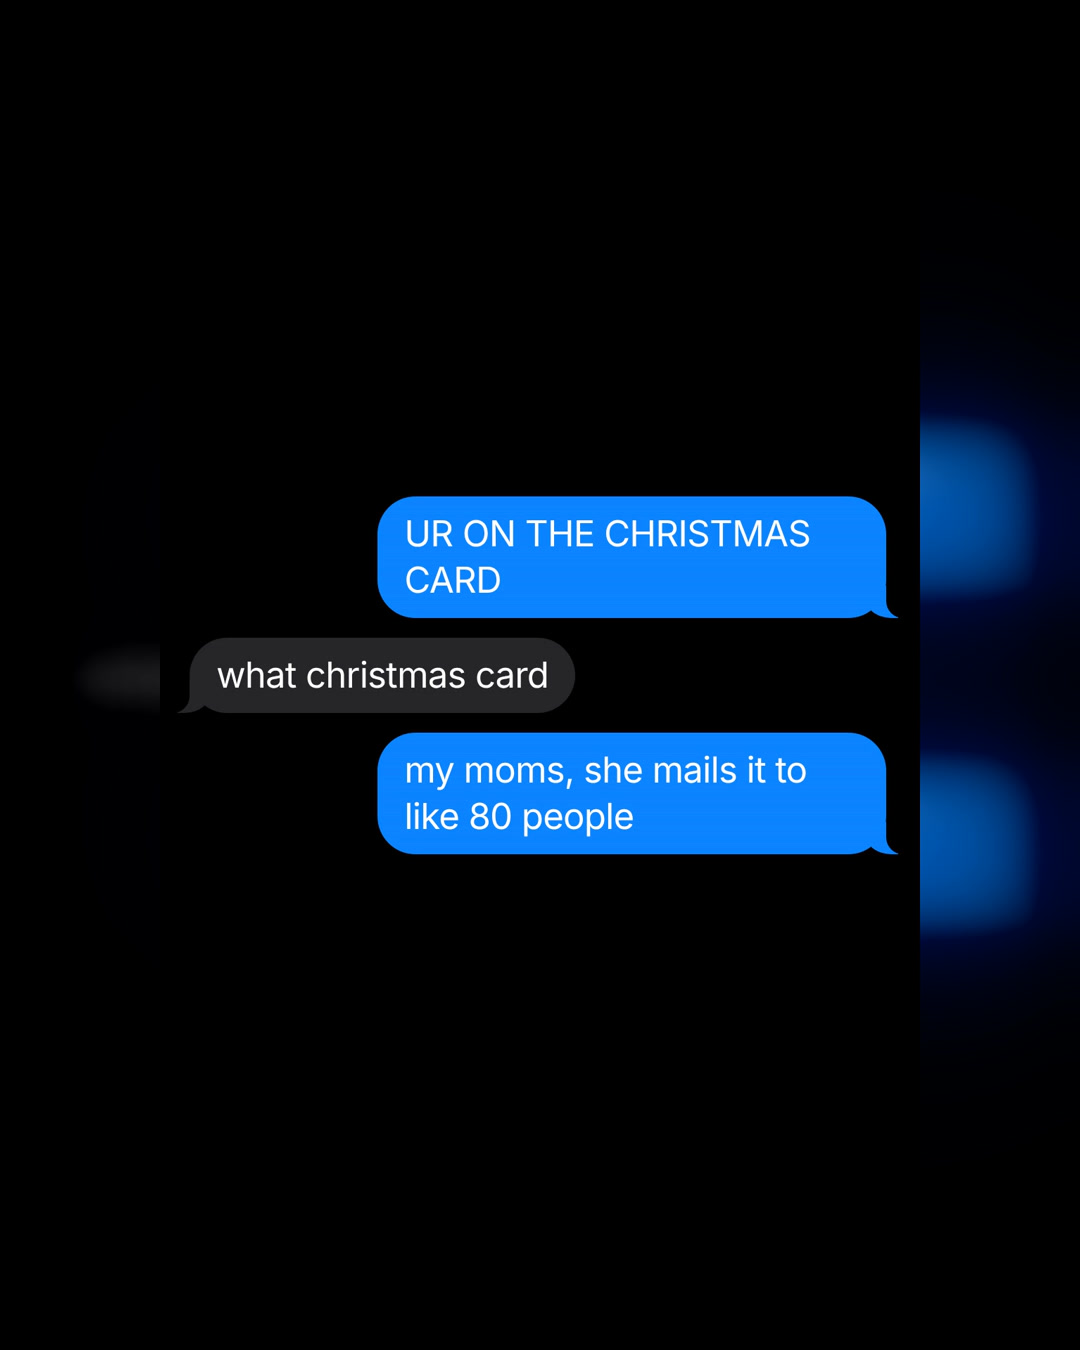 UR ON THE CHRISTMAS
CARD
what christmas card
my moms, she mails it to
like 80 people